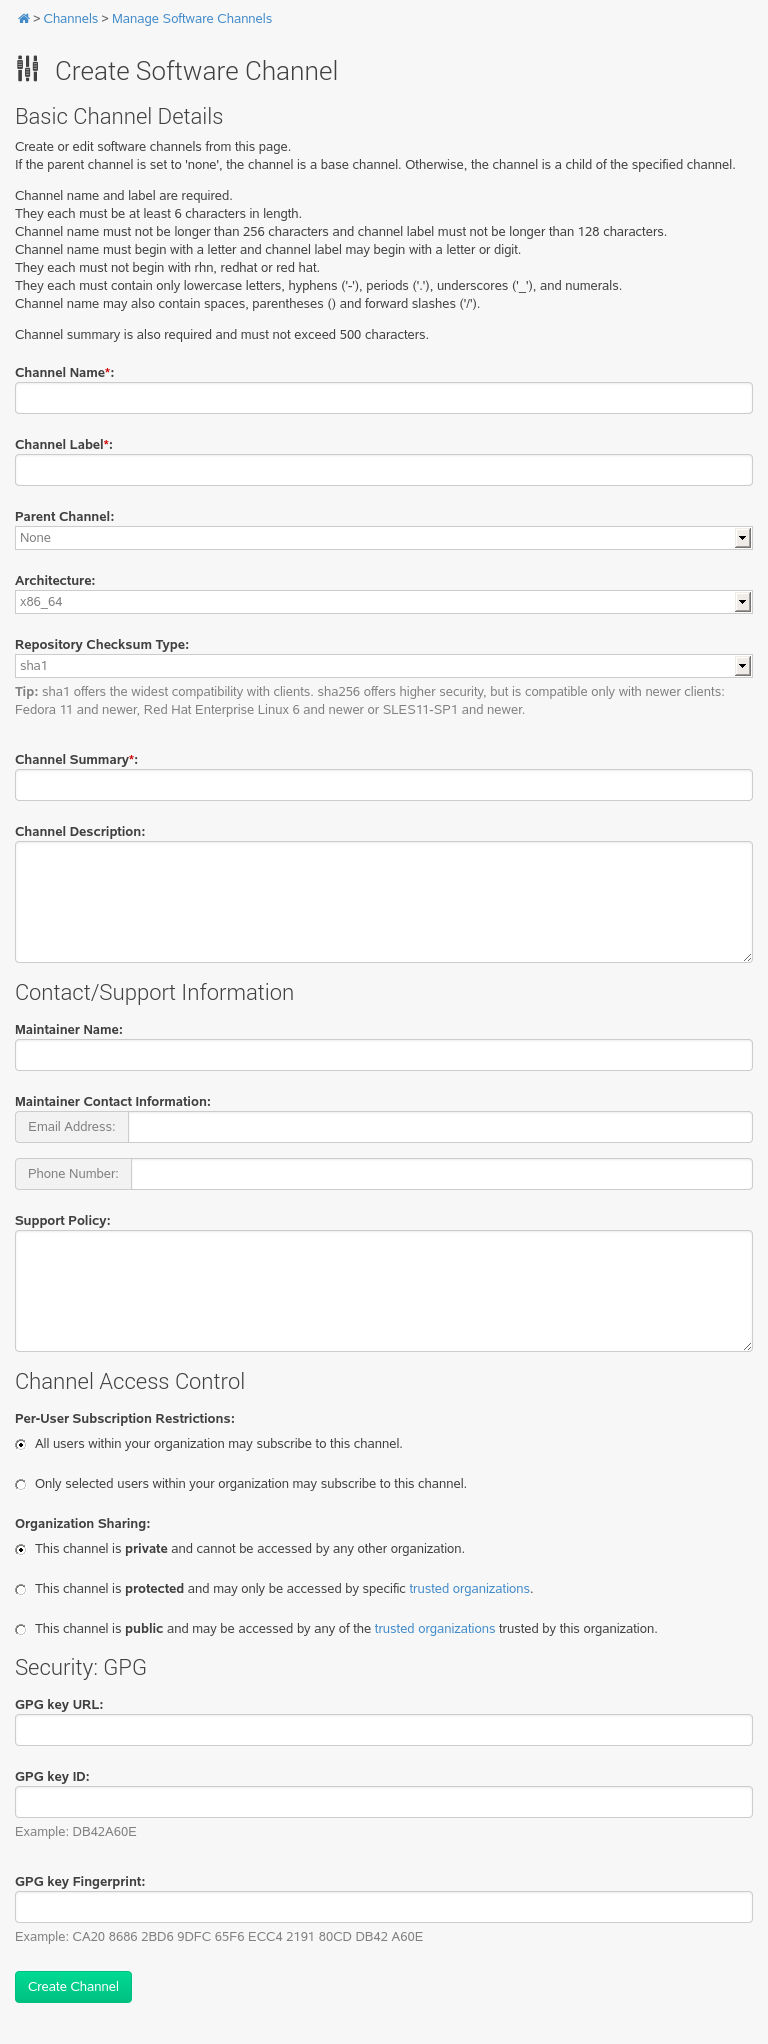 > Channels > Manage Software Channels
Create Software Channel
Basic Channel Details
Create or edit software channels from this page.
If the parent channel is set to 'none', the channel is a base channel. Otherwise, the channel is a child of the specified channel.
Channel name and label are required.
They each must be at least 6 characters in length.
Channel name must not be longer than 256 characters and channel label must not be longer than 128 characters.
Channel name must begin with a letter and channel label may begin with a letter or digit.
They each must not begin with rhn, redhat or red hat.
They each must contain only lowercase letters, hyphens ('-'), periods ('.'), underscores ('_'), and numerals.
Channel name may also contain spaces, parentheses () and forward slashes ('/').
Channel summary is also required and must not exceed 500 characters.
Channel Name*:
Channel Label*:
Parent Channel:
None
Architecture:
x86_64
Repository Checksum Type:
sha1
Tip: sha1 offers the widest compatibility with clients. sha256 offers higher security, but is compatible only with newer clients:
Fedora 11 and newer, Red Hat Enterprise Linux 6 and newer or SLES11-SP1 and newer.
Channel Summary*:
Channel Description:
Contact/Support Information
Maintainer Name:
Maintainer Contact Information:
Email Address:
Phone Number:
Support Policy:
Channel Access Control
Per-User Subscription Restrictions:
All users within your organization may subscribe to this channel.
Only selected users within your organization may subscribe to this channel.
Organization Sharing:
This channel is private and cannot be accessed by any other organization.
This channel is protected and may only be accessed by specific trusted organizations.
This channel is public and may be accessed by any of the trusted organizations trusted by this organization.
Security: GPG
GPG key URL:
GPG key ID:
Example: DB42A60E
GPG key Fingerprint:
Example: CA20 8686 2BD6 9DFC 65F6 ECC4 2191 80CD DB42 A60E
Create Channel